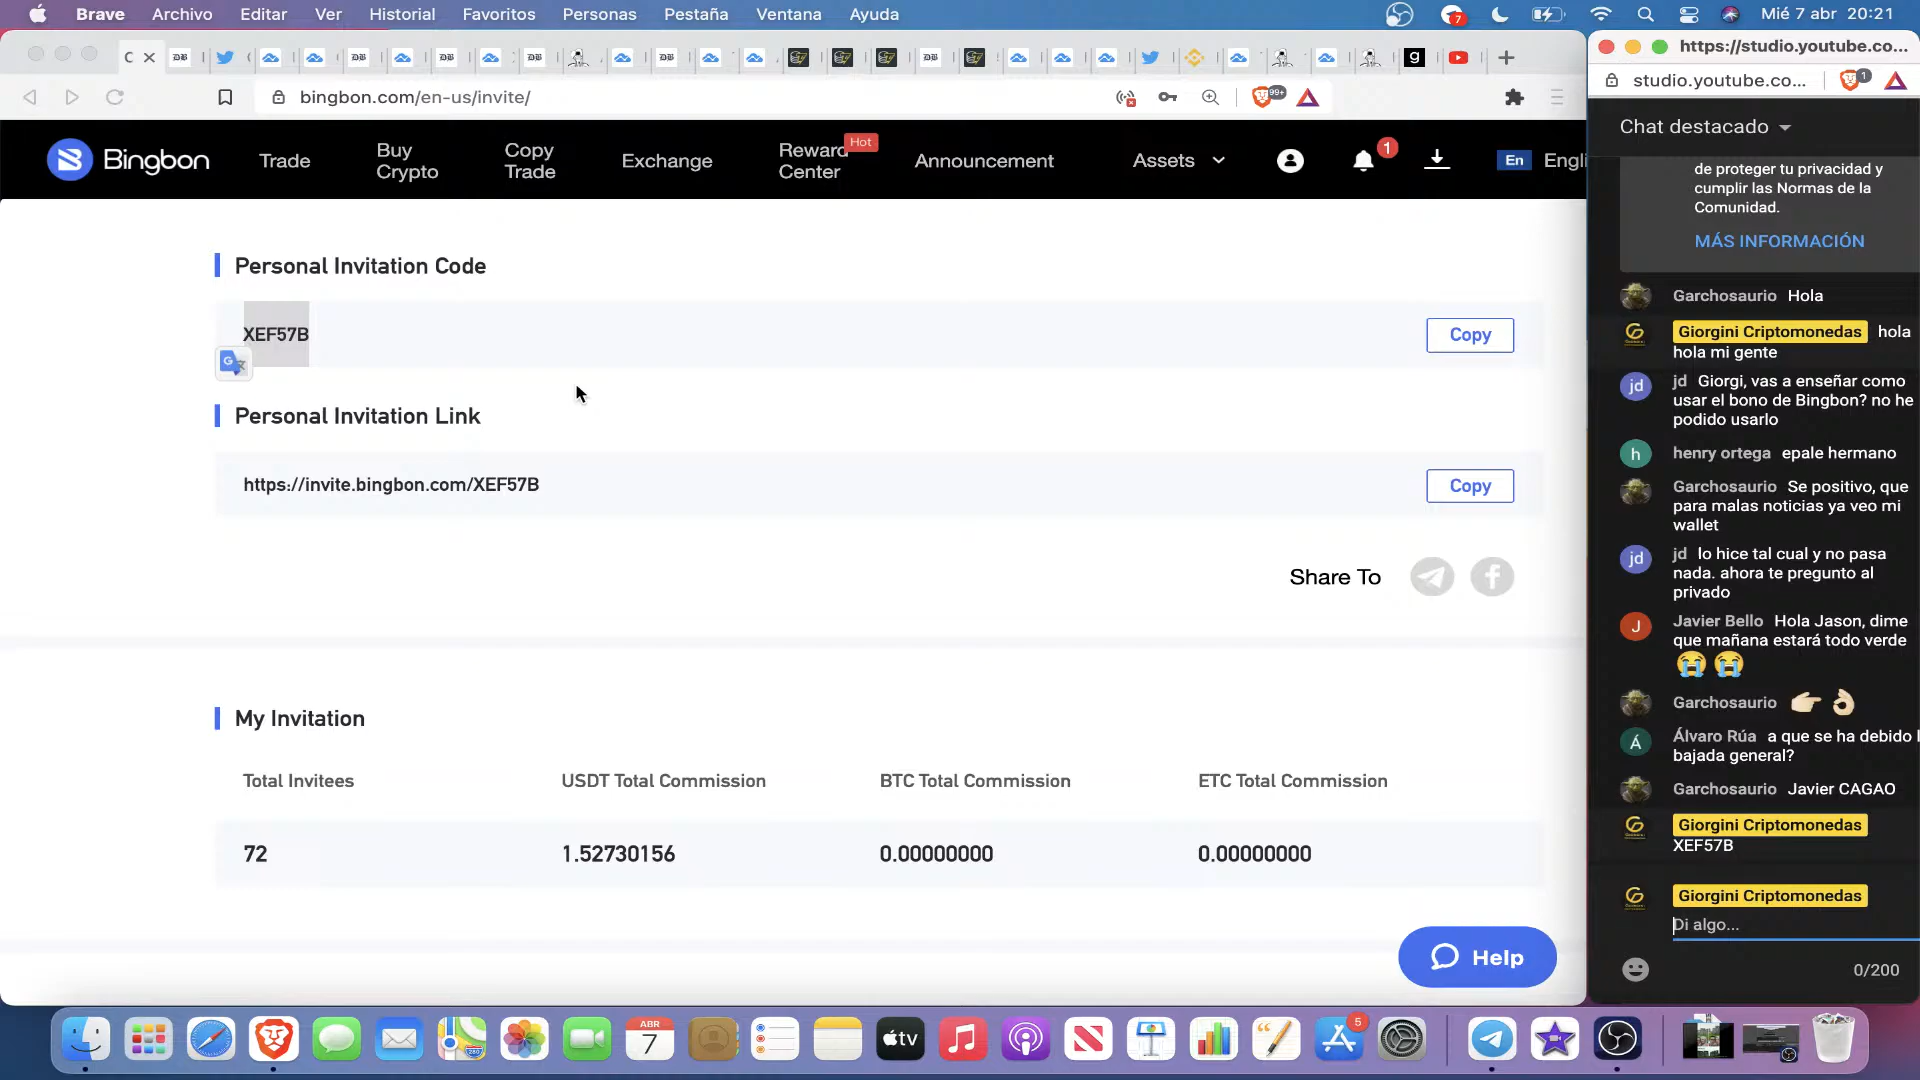 Brave Archivo Editar Ver Historial Favoritos Personas Pestaña Ventana Ayuda
7
Mié 7 abr 20:21
C
bingbon.com/en-us/invite/
99+
Bingbon
Trade
Buy
Crypto
Copy
Trade
Exchange
Reward
Center
Hot
Announcement
Assets
1
En
Engli
Personal Invitation Code
XEF57B
Copy
Personal Invitation Link
https://invite.bingbon.com/XEF57B
Copy
Share To
My Invitation
Total Invitees
USDT Total Commission
BTC Total Commission
ETC Total Commission
72
1.52730156
0.00000000
0.00000000
Help
https://studio.youtube.co...
studio.youtube.co...
1
Chat destacado
de proteger tu privacidad y
cumplir las Normas de la
Comunidad.
MÁS INFORMACIÓN
Garchosaurio Hola
Giorgini Criptomonedas hola
hola mi gente
jd Giorgi, vas a enseñar como
usar el bono de Bingbon? no he
podido usarlo
henry ortega epale hermano
Garchosaurio Se positivo, que
para malas noticias ya veo mi
wallet
jd lo hice tal cual y no pasa
nada. ahora te pregunto al
privado
Javier Bello Hola Jason, dime
que mañana estará todo verde
Garchosaurio
Álvaro Rúa a que se ha debido l
bajada general?
Garchosaurio Javier CAGAO
Giorgini Criptomonedas
XEF57B
Giorgini Criptomonedas
Di algo...
0/200
ABR
7
tv
5